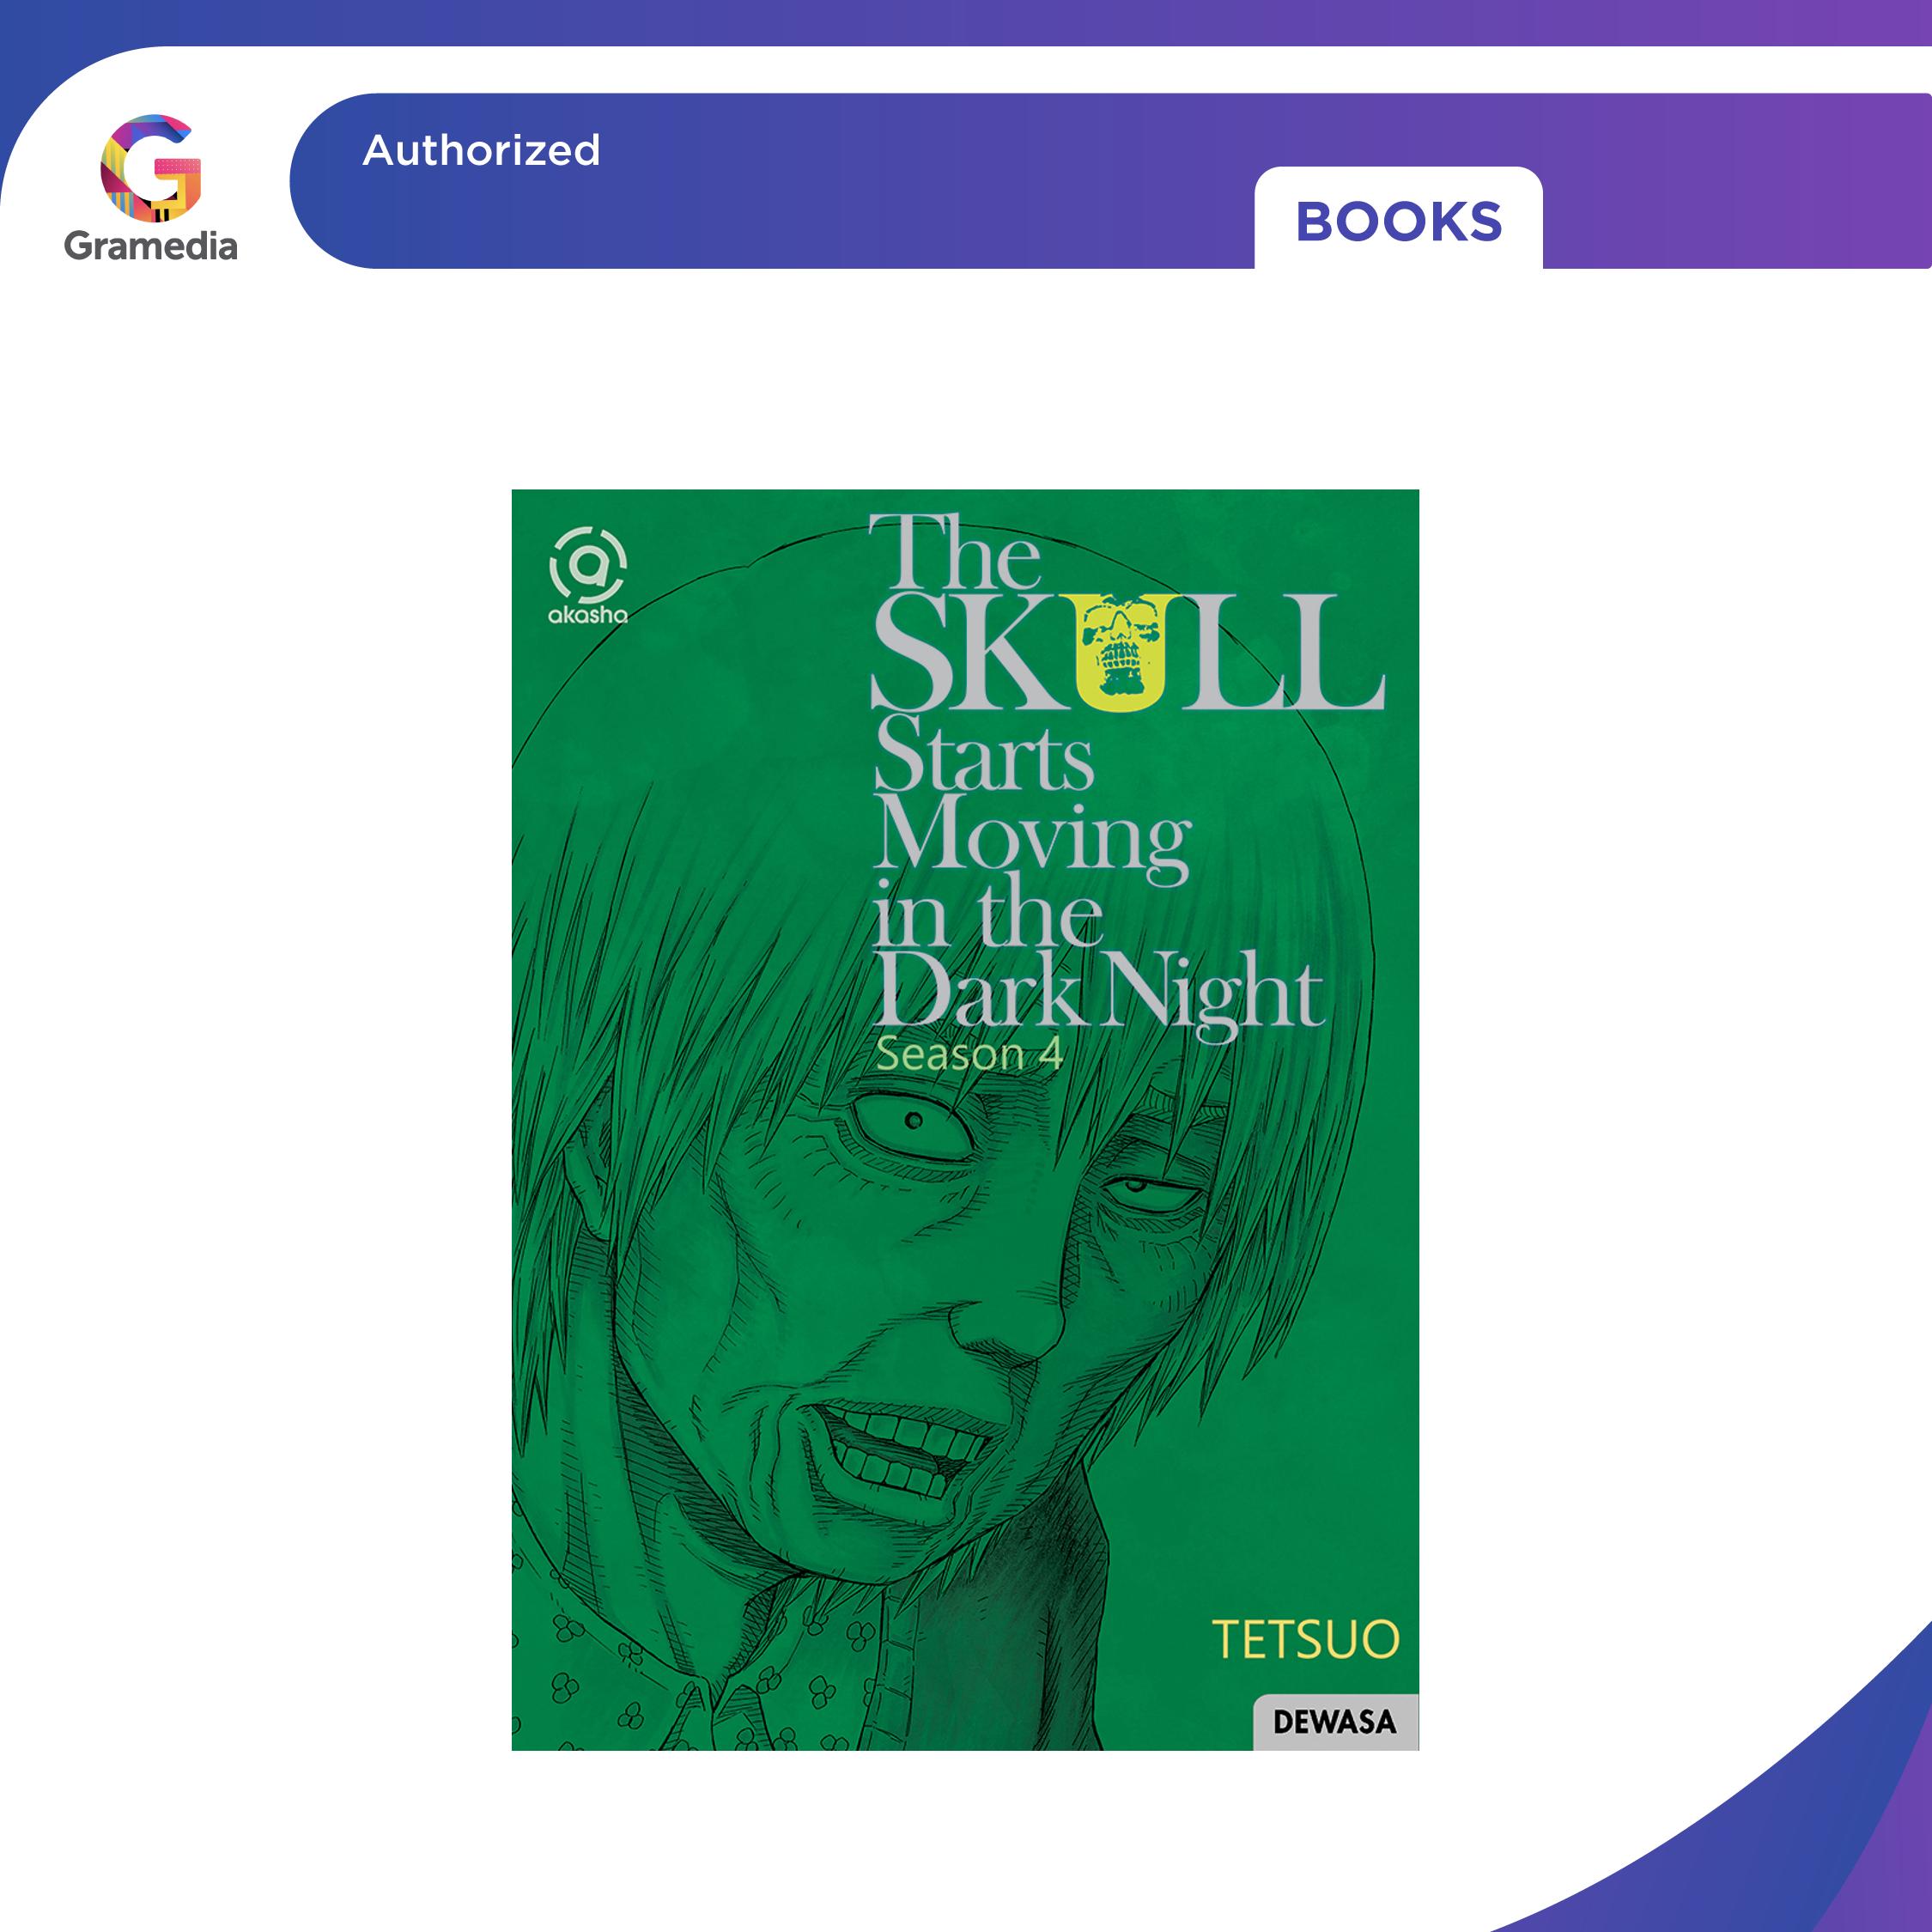 Gramedia
Authorized
BOOKS
akasha
The
SKULL
Starts
Moving
in the
Dark Night
Season 4
TETSUO
DEWASA